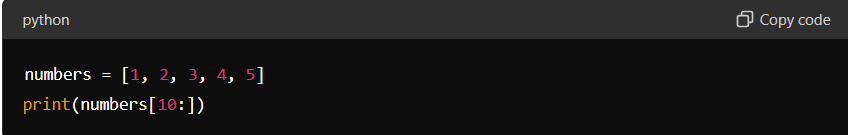 python
Copy code
numbers = [1, 2, 3, 4, 5]
print(numbers[10:])